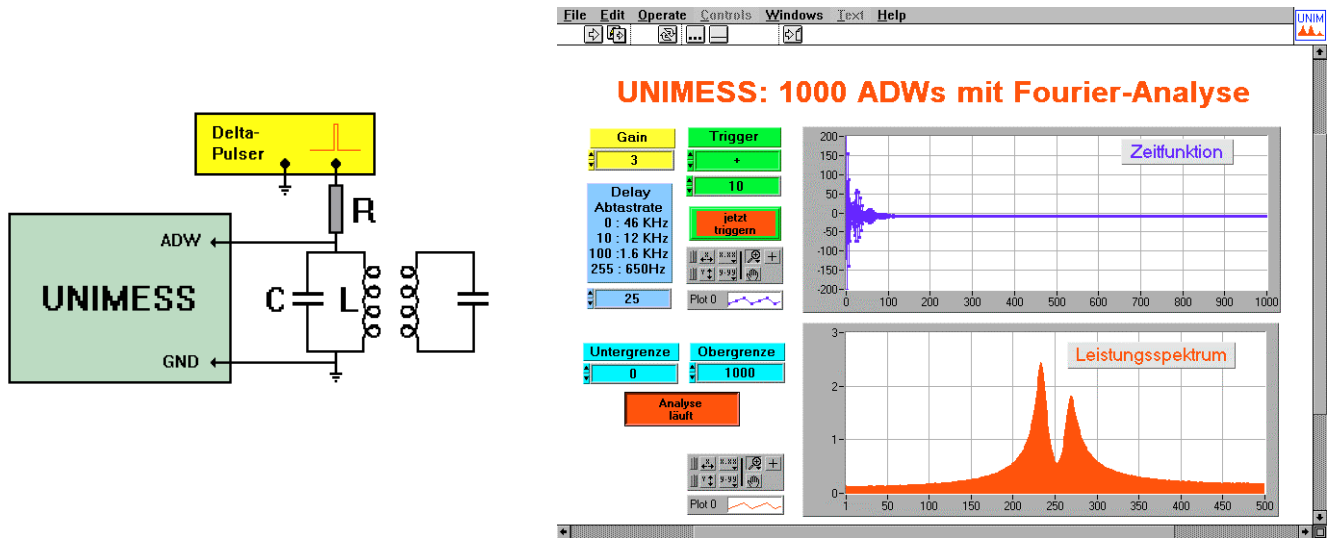 Delta-
Pulser
R
ADW
UNIMESS
C
L
GND
File Edit Operate Controls Windows Text Help
UNIM
UNIMESS: 1000 ADWs mit Fourier-Analyse
Gain
3
Trigger
+
10
Delay
Abtastrate
0 : 46 KHz
10 : 12 KHz
100 :1.6 KHz
255 : 650Hz
25
jetzt
triggern
X X.XX
Y Y.YY
Plot 0
Zeitfunktion
200-
150-
100-
50-
0-
-50-
-100-
-150-
-200-
0 100 200 300 400 500 600 700 800 900 1000
Untergrenze
0
Obergrenze
1000
Analyse
läuft
X X.XX
Y Y.YY
Plot 0
Leistungsspektrum
3-
2-
1-
0-
1 50 100 150 200 250 300 350 400 450 500